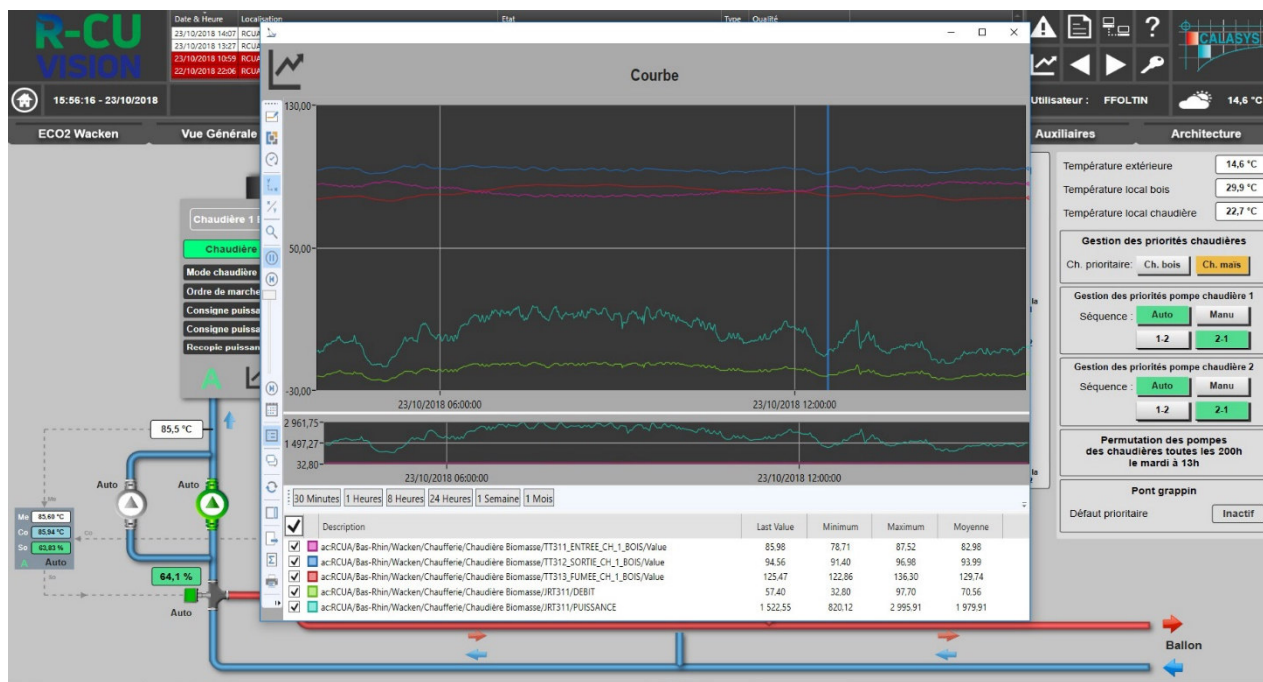 R-CU
VISION
Date & Heure Localisation Etat Type Qualité
23/10/2018 14:07 RCUA
23/10/2018 13:27 RCUA
23/10/2018 10:59 RCUA
22/10/2018 22:06 RCUA
CALASYS
15:56:16 - 23/10/2018
Utilisateur : FFOLTIN
14,6 °C
ECO2 Wacken
Vue Générale
Auxiliaires
Architecture
Courbe
130,00
50,00
-30,00
23/10/2018 06:00:00
23/10/2018 12:00:00
2 961,75
1 497,27
32,80
23/10/2018 06:00:00
23/10/2018 12:00:00
30 Minutes 1 Heures 8 Heures 24 Heures 1 Semaine 1 Mois
Description Last Value Minimum Maximum Moyenne
ac:RCUA/Bas-Rhin/Wacken/Chaufferie/Chaudière Biomasse/TT311_ENTREE_CH_1_BOIS/Value 85.98 78,71 87,52 82.98
ac:RCUA/Bas-Rhin/Wacken/Chaufferie/Chaudière Biomasse/TT312_SORTIE_CH_1_BOIS/Value 94.56 91.40 96,98 93.99
ac:RCUA/Bas-Rhin/Wacken/Chaufferie/Chaudière Biomasse/TT313_FUMEE_CH_1_BOIS/Value 125.47 122,86 136,30 129,74
ac:RCUA/Bas-Rhin/Wacken/Chaufferie/Chaudière Biomasse/JRT311/DEBIT 57.40 32,80 97.70 70.56
ac:RCUA/Bas-Rhin/Wacken/Chaufferie/Chaudière Biomasse/JRT311/PUISSANCE 1 522.55 820,12 2 995.91 1 979,91
Chaudière 1
Chaudière
Mode chaudière
Ordre de marche
Consigne puissa
Consigne puissa
Recopie puissan
A
85,5 °C
Auto
Auto
Me 85,60 °C
Co 85,94 °C
So 63,83 %
A Auto
64,1 %
Auto
Température extérieure 14,6 °C
Température local bois 29,9 °C
Température local chaudière 22,7 °C
Gestion des priorités chaudières
Ch. prioritaire: Ch. bois Ch. maïs
Gestion des priorités pompe chaudière 1
Séquence : Auto Manu
1-2 2-1
Gestion des priorités pompe chaudière 2
Séquence : Auto Manu
1-2 2-1
Permutation des pompes
des chaudières toutes les 200h
le mardi à 13h
Pont grappin
Défaut prioritaire Inactif
Ballon